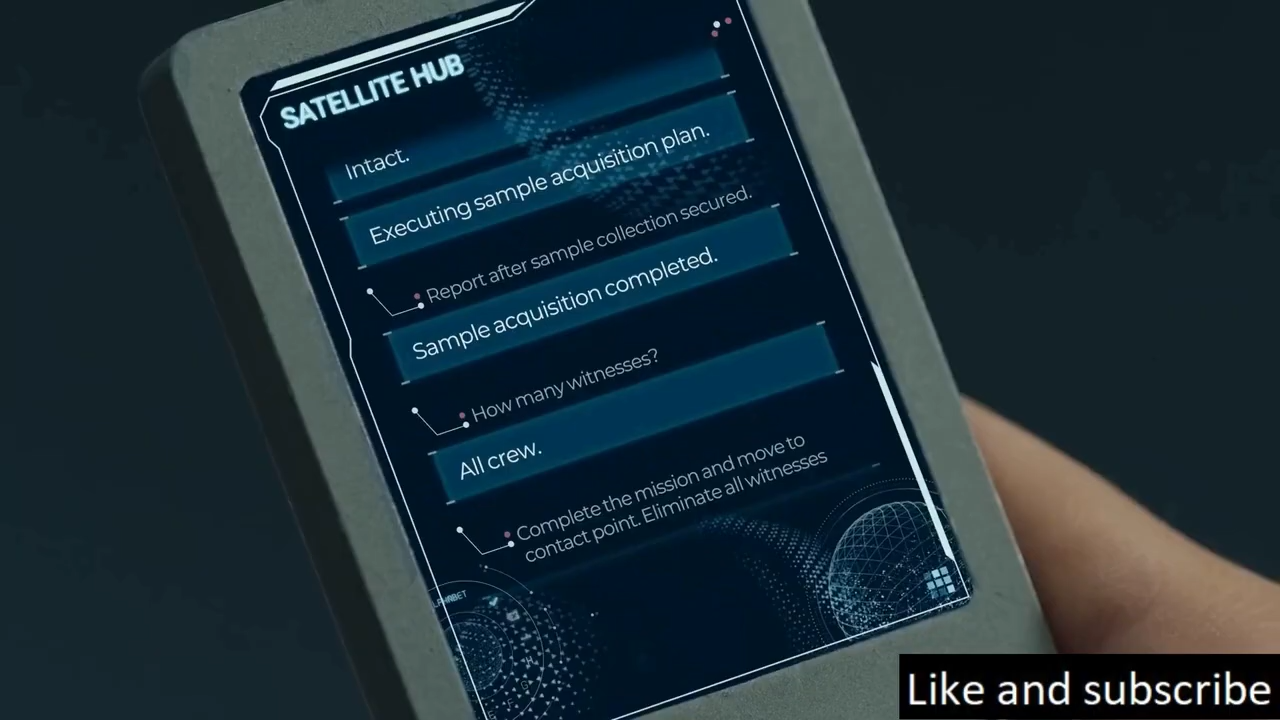 SATELLITE HUB
Intact.
Executing sample acquisition plan.
Report after sample collection secured.
Sample acquisition completed.
How many witnesses?
All crew.
Complete the mission and move to
contact point. Eliminate all witnesses
Like and subscribe